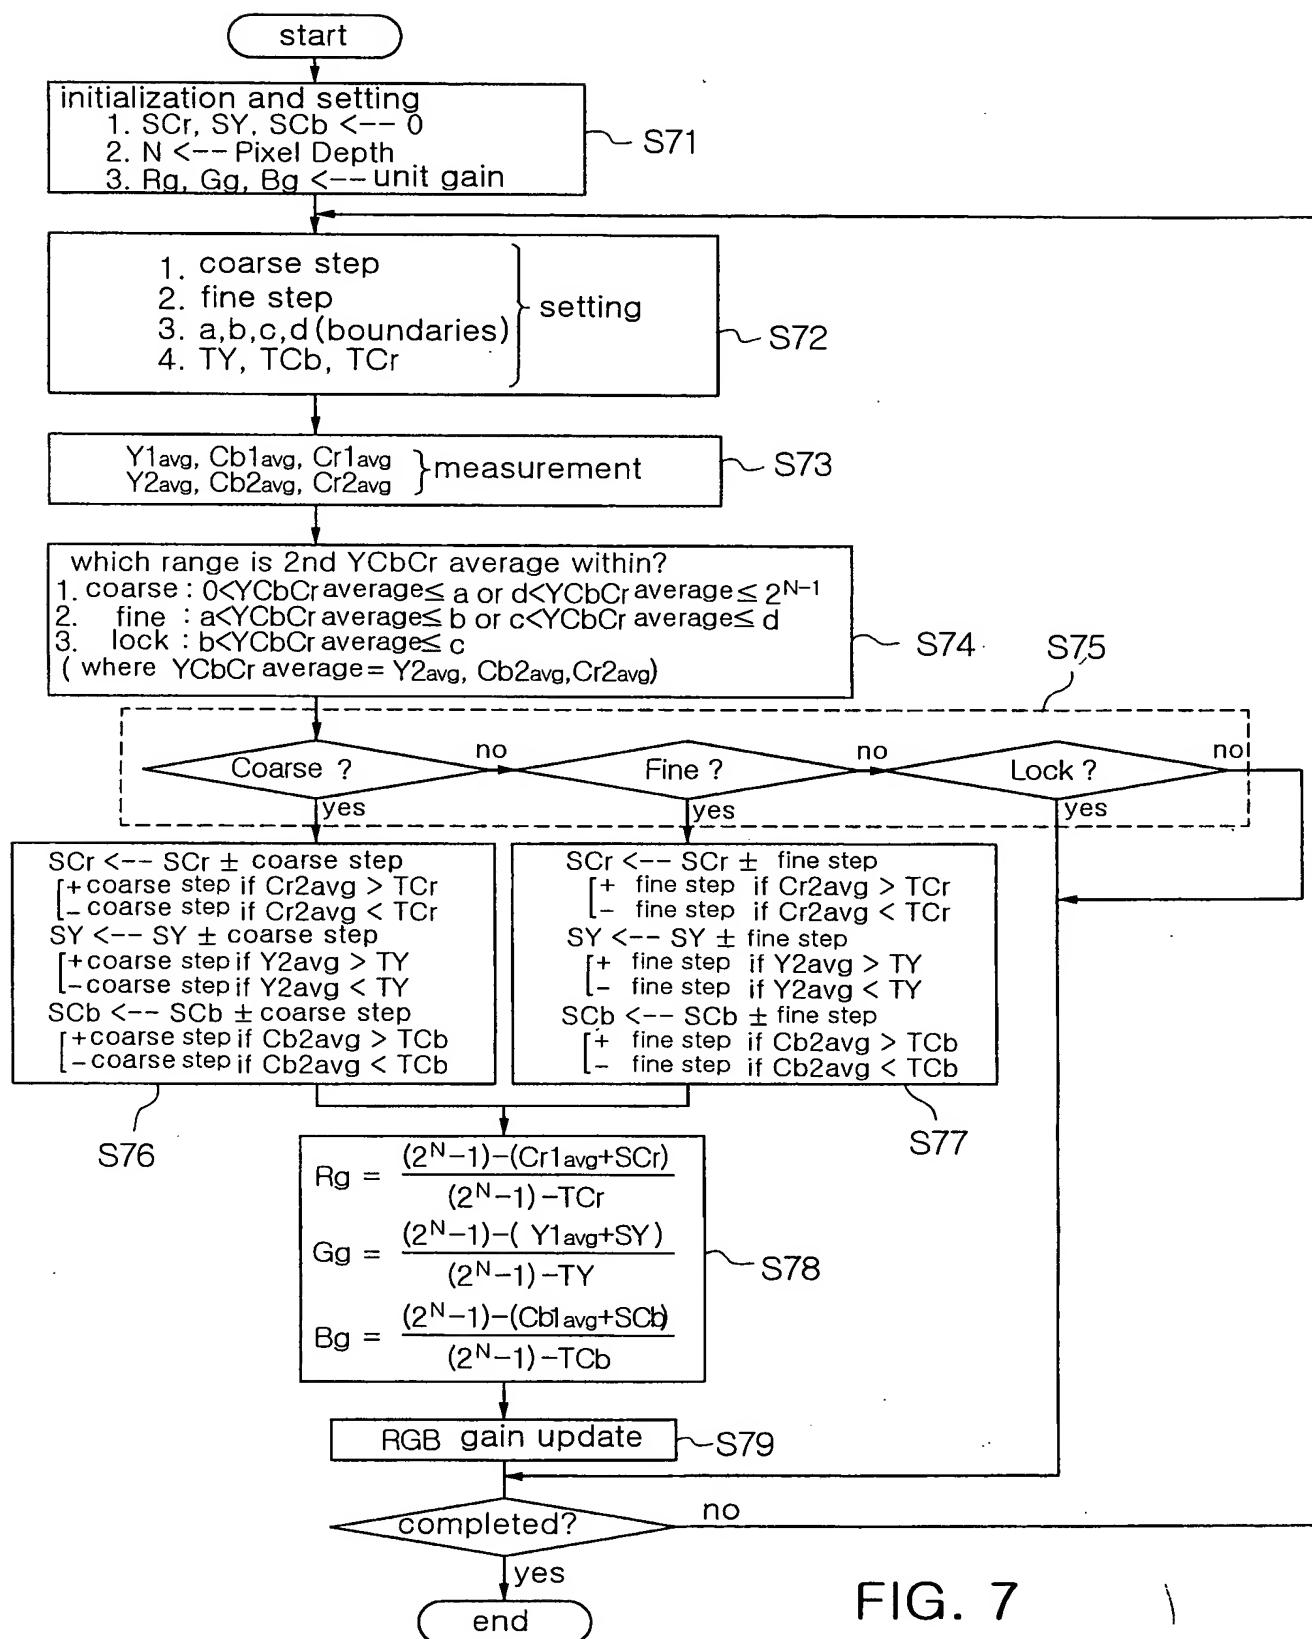 start
initialization and setting
1. SCr, SY, SCb <-- 0
2. N <-- Pixel Depth
3. Rg, Gg, Bg <-- unit gain
S71
1. coarse step
2. fine step
3. a,b,c,d (boundaries)
4. TY, TCb, TCr
setting
S72
Y1avg, Cb1avg, Cr1avg
Y2avg, Cb2avg, Cr2avg
measurement
S73
which range is 2nd YCbCr average within?
1. coarse : 0<YCbCr average≤ a or d<YCbCr average≤ 2^N-1
2. fine : a<YCbCr average≤ b or c<YCbCr average≤ d
3. lock : b<YCbCr average≤ c
( where YCbCr average = Y2avg, Cb2avg,Cr2avg)
S74
S75
Coarse ?
no
Fine ?
no
Lock ?
no
yes
yes
yes
SCr <-- SCr ± coarse step
[+ coarse step if Cr2avg > TCr
[- coarse step if Cr2avg < TCr
SY <-- SY ± coarse step
[+ coarse step if Y2avg > TY
[- coarse step if Y2avg < TY
SCb <-- SCb ± coarse step
[+ coarse step if Cb2avg > TCb
[- coarse step if Cb2avg < TCb
S76
SCr <-- SCr ± fine step
[+ fine step if Cr2avg > TCr
[- fine step if Cr2avg < TCr
SY <-- SY ± fine step
[+ fine step if Y2avg > TY
[- fine step if Y2avg < TY
SCb <-- SCb ± fine step
[+ fine step if Cb2avg > TCb
[- fine step if Cb2avg < TCb
S77
Rg = (2^N-1)-(Cr1avg+SCr) / (2^N-1)-TCr
Gg = (2^N-1)-( Y1avg+SY) / (2^N-1)-TY
Bg = (2^N-1)-(Cb1avg+SCb) / (2^N-1)-TCb
S78
RGB gain update
S79
completed?
no
yes
end
FIG. 7